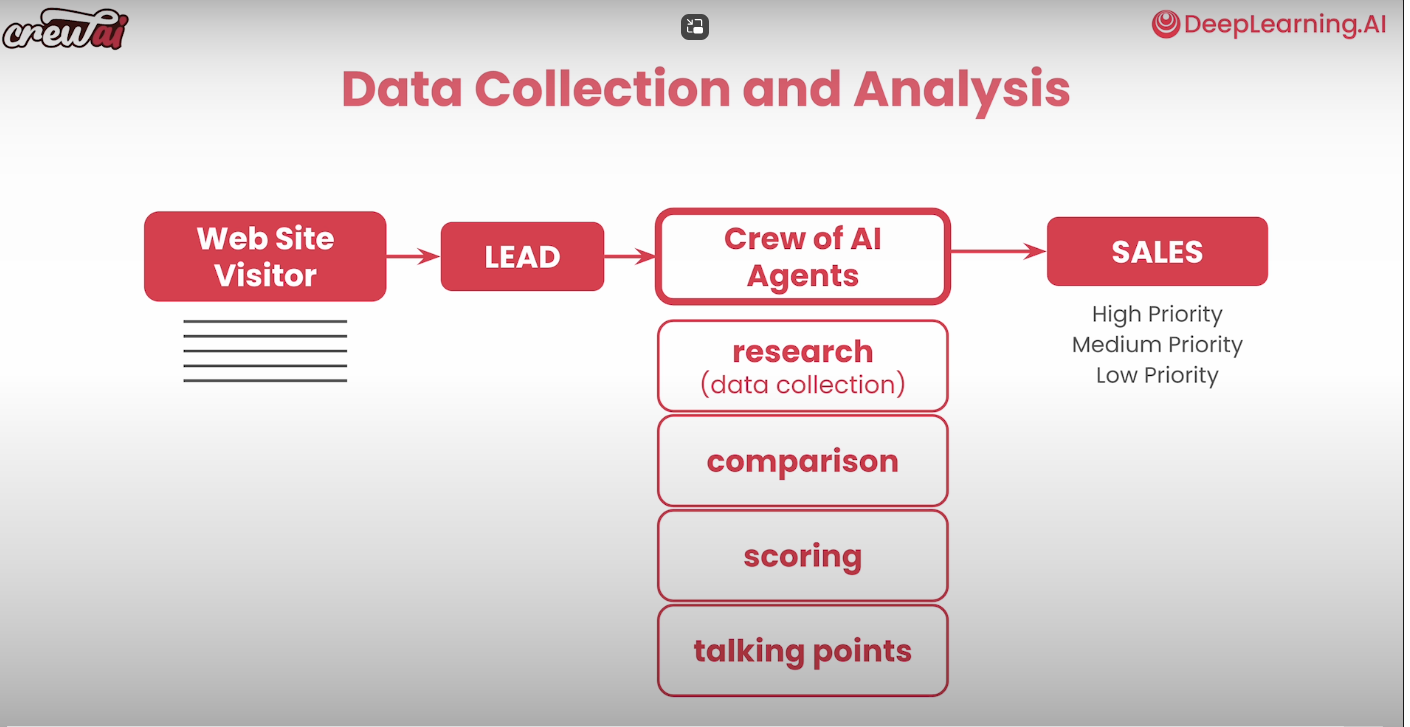 crewai
DeepLearning.AI
Data Collection and Analysis
Web Site
Visitor
LEAD
Crew of AI
Agents
SALES
High Priority
Medium Priority
Low Priority
research
(data collection)
comparison
scoring
talking points